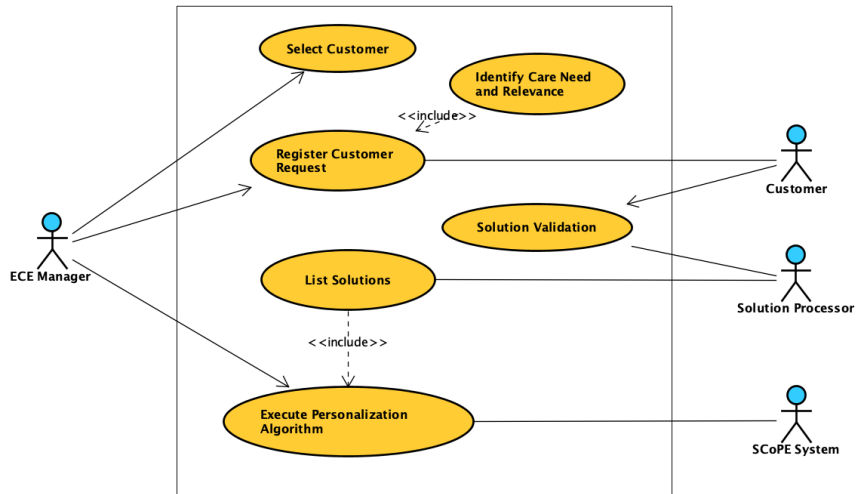 Select Customer
Identify Care Need
and Relevance
<<include>>
Register Customer
Request
Customer
Solution Validation
ECE Manager
List Solutions
Solution Processor
<<include>>
Execute Personalization
Algorithm
SCoPE System